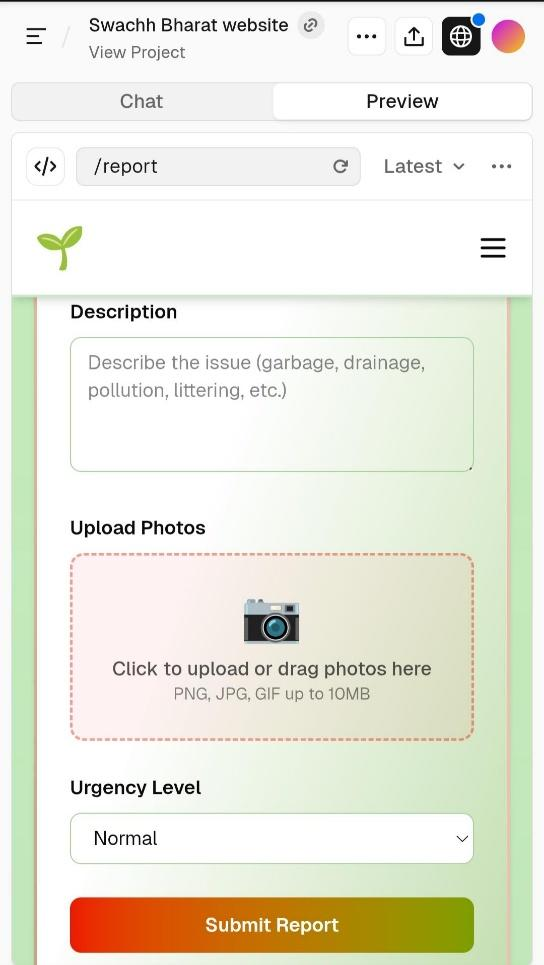 Swachh Bharat website
View Project
Chat
Preview
/report
Latest
Description
Describe the issue (garbage, drainage,
pollution, littering, etc.)
Upload Photos
Click to upload or drag photos here
PNG, JPG, GIF up to 10MB
Urgency Level
Normal
Submit Report